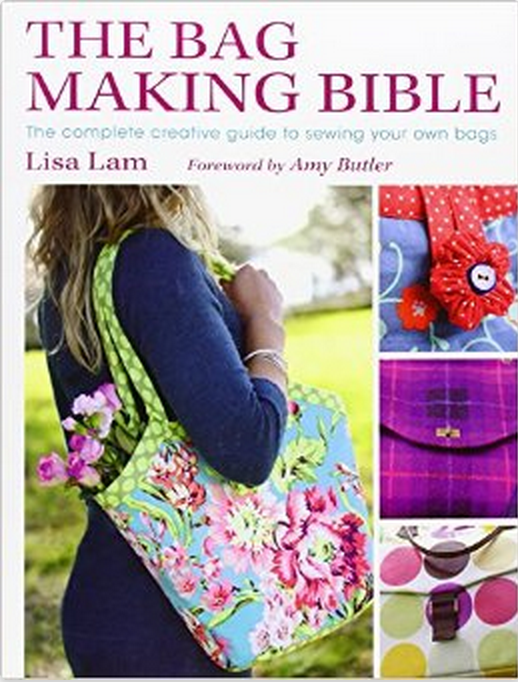 THE BAG
MAKING BIBLE
The complete creative guide to sewing your own bags
Lisa Lam Foreword by Amy Butler